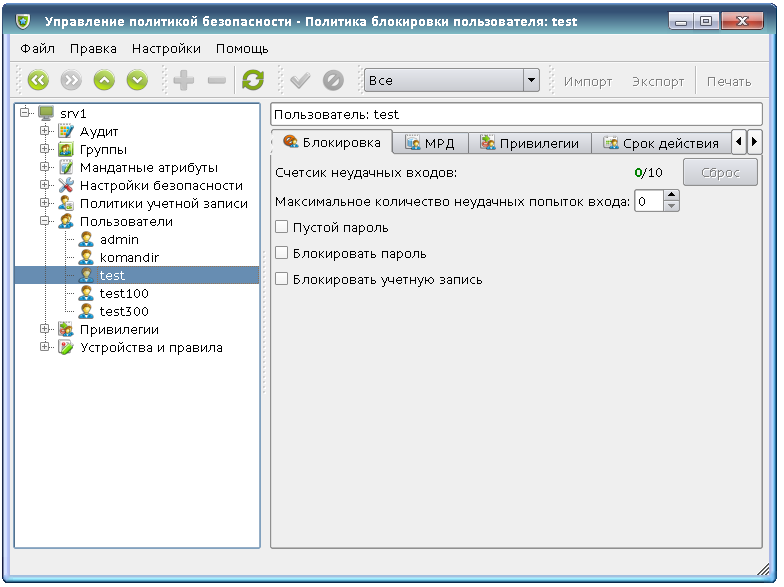 Управление политикой безопасности - Политика блокировки пользователя: test
Файл Правка Настройки Помощь
Все Импорт Экспорт Печать
srv1
Аудит
Группы
Мандатные атрибуты
Настройки безопасности
Политики учетной записи
Пользователи
admin
komandir
test
test100
test300
Привилегии
Устройства и правила
Пользователь: test
Блокировка МРД Привилегии Срок действия
Счетсик неудачных входов: 0/10 Сброс
Максимальное количество неудачных попыток входа: 0
Пустой пароль
Блокировать пароль
Блокировать учетную запись